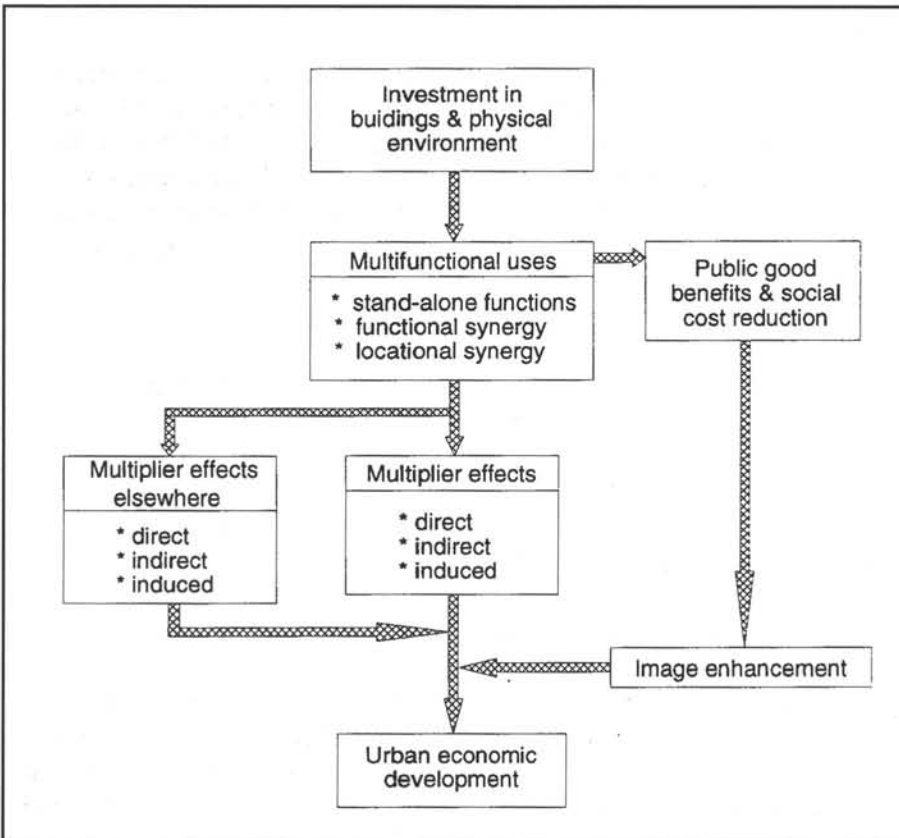 Investment in
buidings & physical
environment
Multifunctional uses
* stand-alone functions
* functional synergy
* locational synergy
Public good
benefits & social
cost reduction
Multiplier effects
elsewhere
* direct
* indirect
* induced
Multiplier effects
* direct
* indirect
* induced
Image enhancement
Urban economic
development